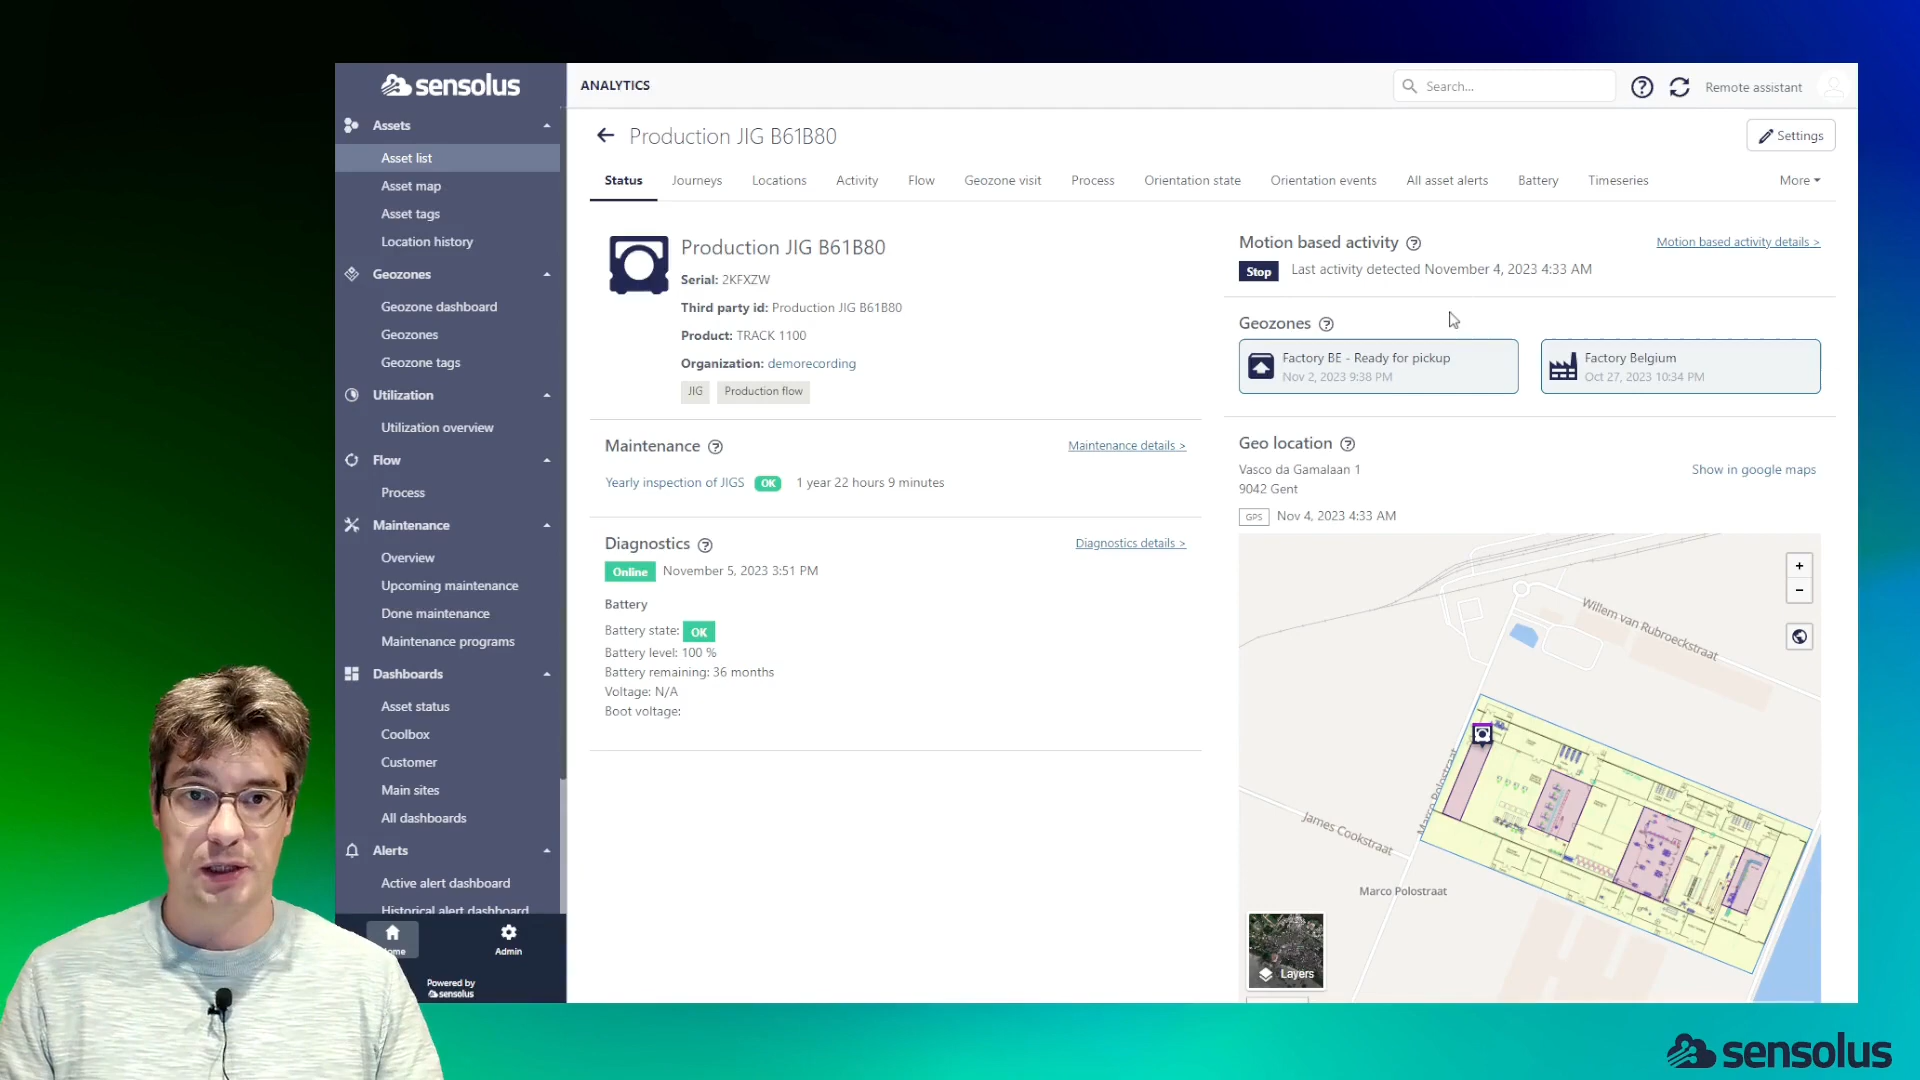 sensolus
ANALYTICS
Search...
Remote assistant
Assets
Asset list
Asset map
Asset tags
Location history
Geozones
Geozone dashboard
Geozones
Geozone tags
Utilization
Utilization overview
Flow
Process
Maintenance
Overview
Upcoming maintenance
Done maintenance
Maintenance programs
Dashboards
Asset status
Coolbox
Customer
Main sites
All dashboards
Alerts
Active alert dashboard
Historical alert dashboard
Admin
Powered by
sensolus
Production JIG B61B80
Settings
Status Journeys Locations Activity Flow Geozone visit Process Orientation state Orientation events All asset alerts Battery Timeseries More
Production JIG B61B80
Serial: 2KFXZW
Third party id: Production JIG B61B80
Product: TRACK 1100
Organization: demorecording
JIG Production flow
Maintenance
Maintenance details >
Yearly inspection of JIGS OK 1 year 22 hours 9 minutes
Diagnostics
Diagnostics details >
Online November 5, 2023 3:51 PM
Battery
Battery state: OK
Battery level: 100 %
Battery remaining: 36 months
Voltage: N/A
Boot voltage:
Motion based activity
Motion based activity details >
Stop Last activity detected November 4, 2023 4:33 AM
Geozones
Factory BE - Ready for pickup
Nov 2, 2023 9:38 PM
Factory Belgium
Oct 27, 2023 10:34 PM
Geo location
Vasco da Gamalaan 1
Show in google maps
9042 Gent
GPS Nov 4, 2023 4:33 AM
+
−
Willem van Rubroeckstraat
Marco Polostraat
James Cookstraat
Marco Polostraat
Layers
sensolus